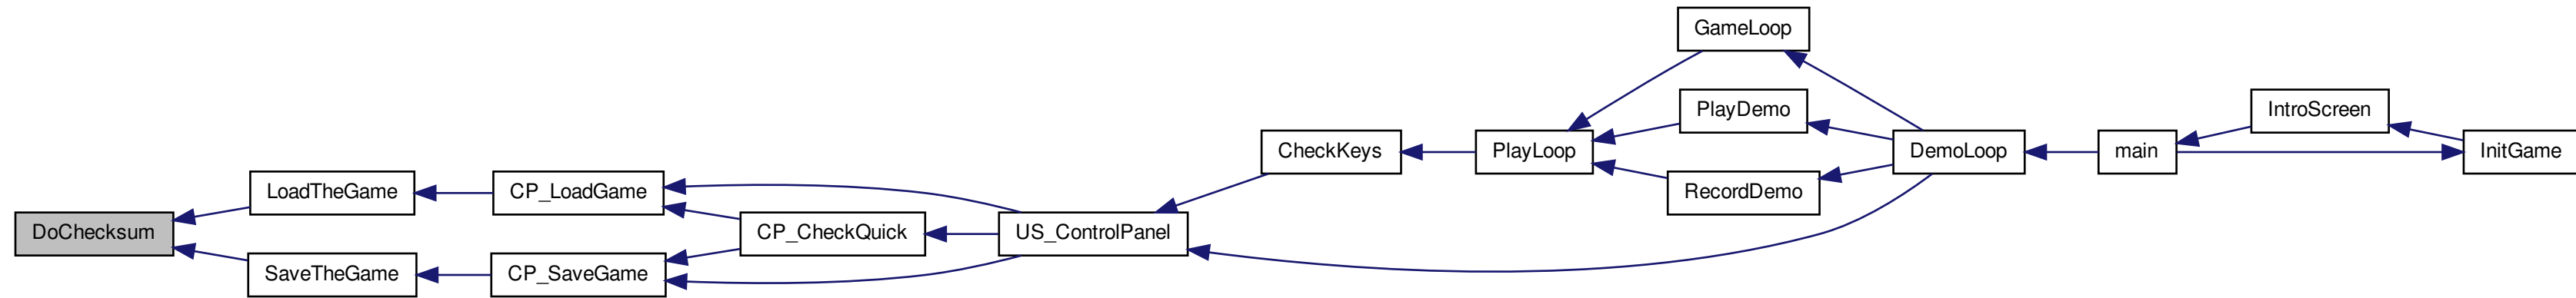 GameLoop
PlayDemo
IntroScreen
CheckKeys
PlayLoop
DemoLoop
main
InitGame
LoadTheGame
CP_LoadGame
RecordDemo
DoChecksum
CP_CheckQuick
US_ControlPanel
SaveTheGame
CP_SaveGame